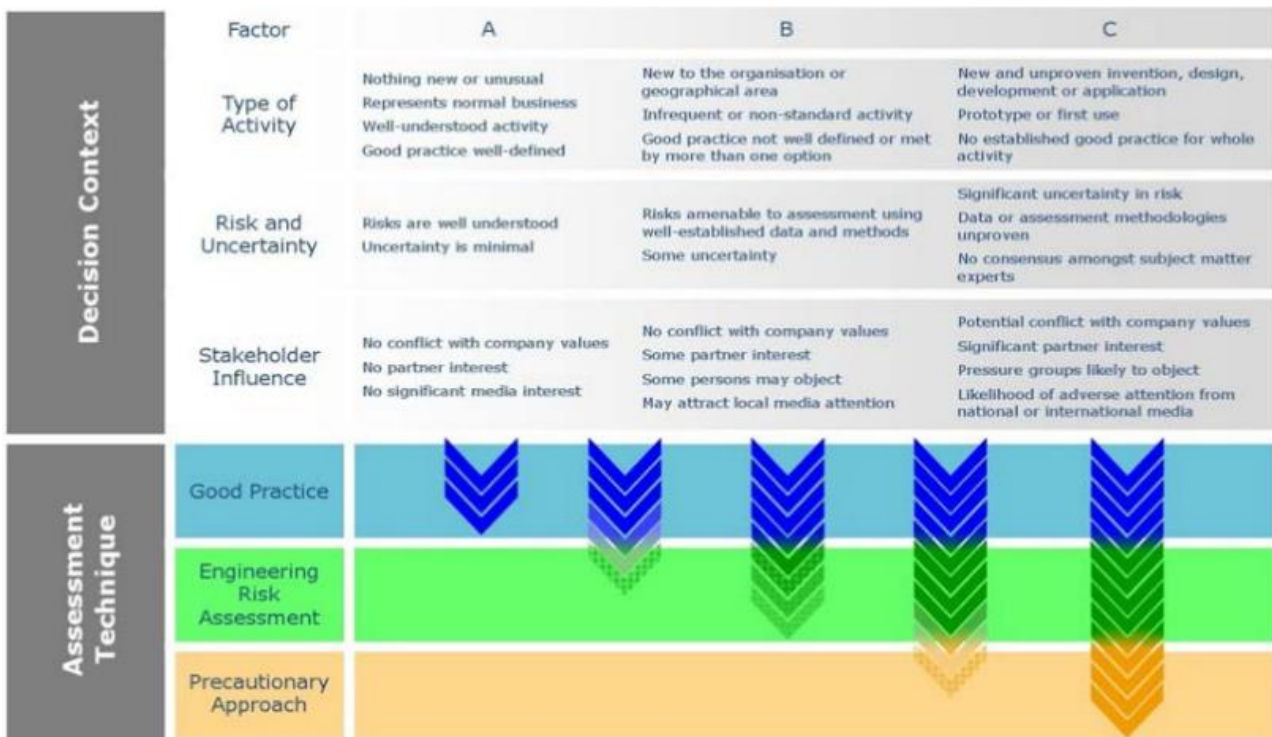 Decision Context
Factor
A
B
C
Type of
Activity
Nothing new or unusual
Represents normal business
Well-understood activity
Good practice well-defined
New to the organisation or
geographical area
Infrequent or non-standard activity
Good practice not well defined or met
by more than one option
New and unproven invention, design,
development or application
Prototype or first use
No established good practice for whole
activity
Risk and
Uncertainty
Risks are well understood
Uncertainty is minimal
Risks amenable to assessment using
well-established data and methods
Some uncertainty
Significant uncertainty in risk
Data or assessment methodologies
unproven
No consensus amongst subject matter
experts
Stakeholder
Influence
No conflict with company values
No partner interest
No significant media interest
No conflict with company values
Some partner interest
Some persons may object
May attract local media attention
Potential conflict with company values
Significant partner interest
Pressure groups likely to object
Likelihood of adverse attention from
national or international media
Assessment
Technique
Good Practice
Engineering
Risk
Assessment
Precautionary
Approach